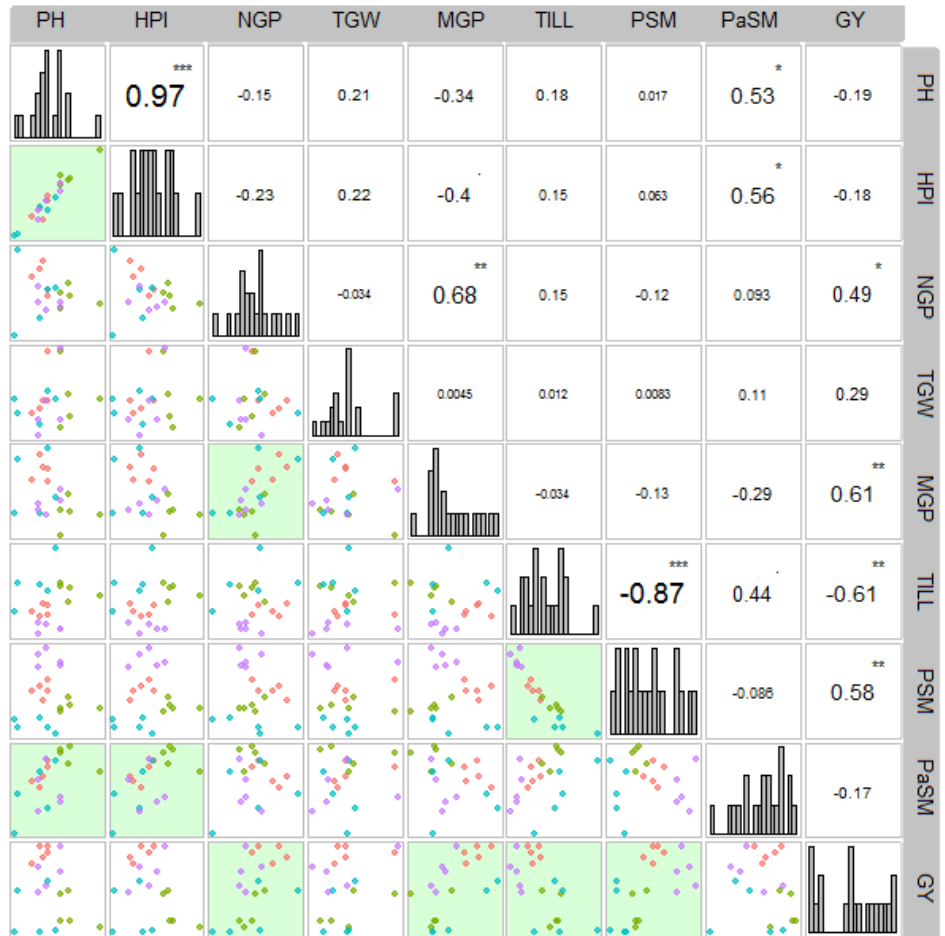 PH HPI NGP TGW MGP TILL PSM PaSM GY
*** *
0.97 -0.15 0.21 -0.34 0.18 0.017 0.53 -0.19 PH
. *
-0.23 0.22 -0.4 0.15 0.063 0.56 -0.18 HPI
** *
-0.034 0.68 0.15 -0.12 0.093 0.49 NGP
0.0045 0.012 0.0083 0.11 0.29 TGW
**
-0.034 -0.13 -0.29 0.61 MGP
*** . **
-0.87 0.44 -0.61 TILL
**
-0.086 0.58 PSM
-0.17 PaSM
GY